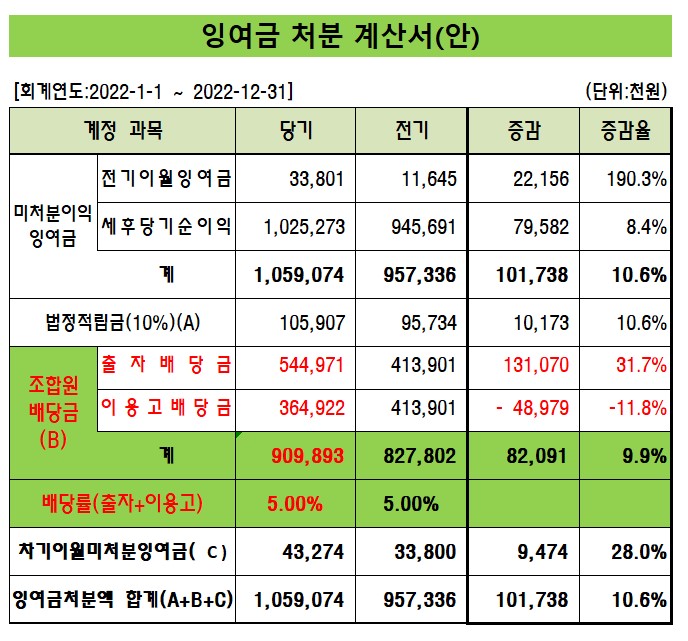 잉여금 처분 계산서(안)
[회계연도:2022-1-1 ~ 2022-12-31] (단위:천원)
계정 과목 당기 전기 증감 증감율
미처분이익
잉여금
전기이월잉여금 33,801 11,645 22,156 190.3%
세후당기순이익 1,025,273 945,691 79,582 8.4%
계 1,059,074 957,336 101,738 10.6%
법정적립금(10%)(A) 105,907 95,734 10,173 10.6%
조합원
배당금
(B)
출 자 배 당 금 544,971 413,901 131,070 31.7%
이용고배당금 364,922 413,901 - 48,979 -11.8%
계 909,893 827,802 82,091 9.9%
배당률(출자+이용고) 5.00% 5.00%
차기이월미처분잉여금( C) 43,274 33,800 9,474 28.0%
잉여금처분액 합계(A+B+C) 1,059,074 957,336 101,738 10.6%